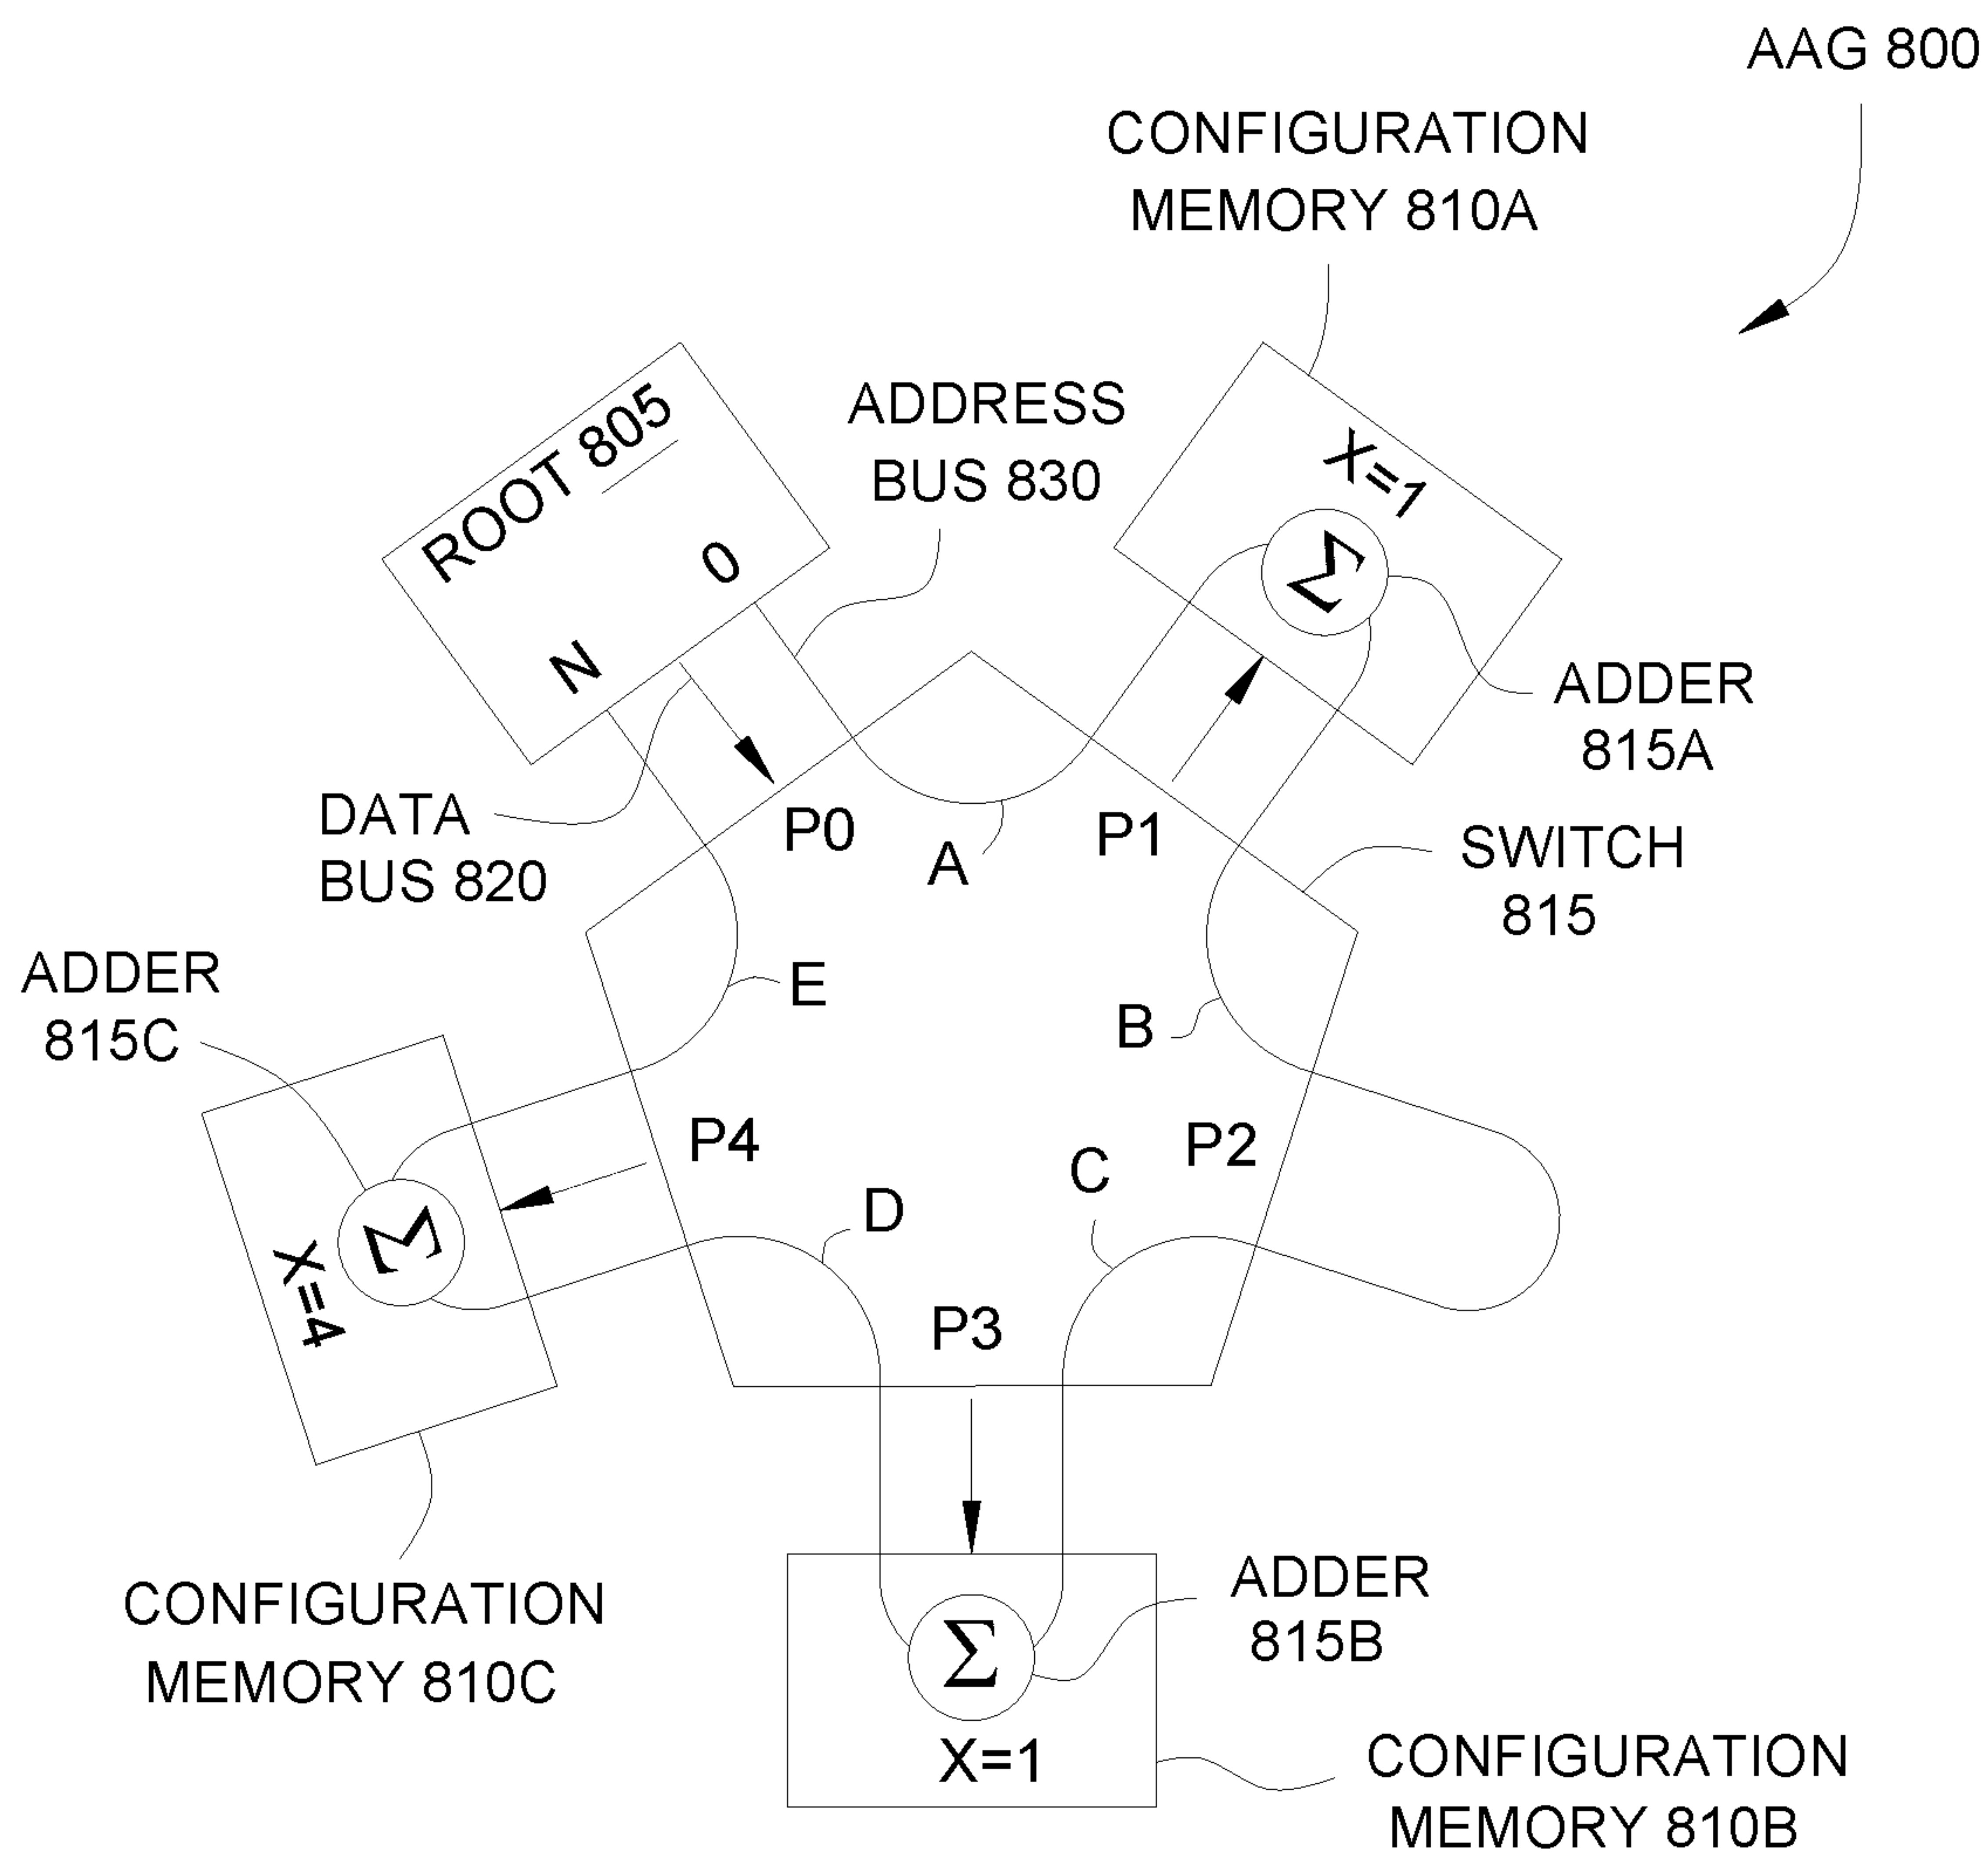 AAG 800
CONFIGURATION
MEMORY 810A
ROOT 805
0
N
ADDRESS
BUS 830
X=1
Σ
ADDER
815A
DATA
BUS 820
P0
A
P1
SWITCH
815
ADDER
815C
E
B
P4
P2
C
D
Σ
X=4
P3
CONFIGURATION
MEMORY 810C
Σ
X=1
ADDER
815B
CONFIGURATION
MEMORY 810B